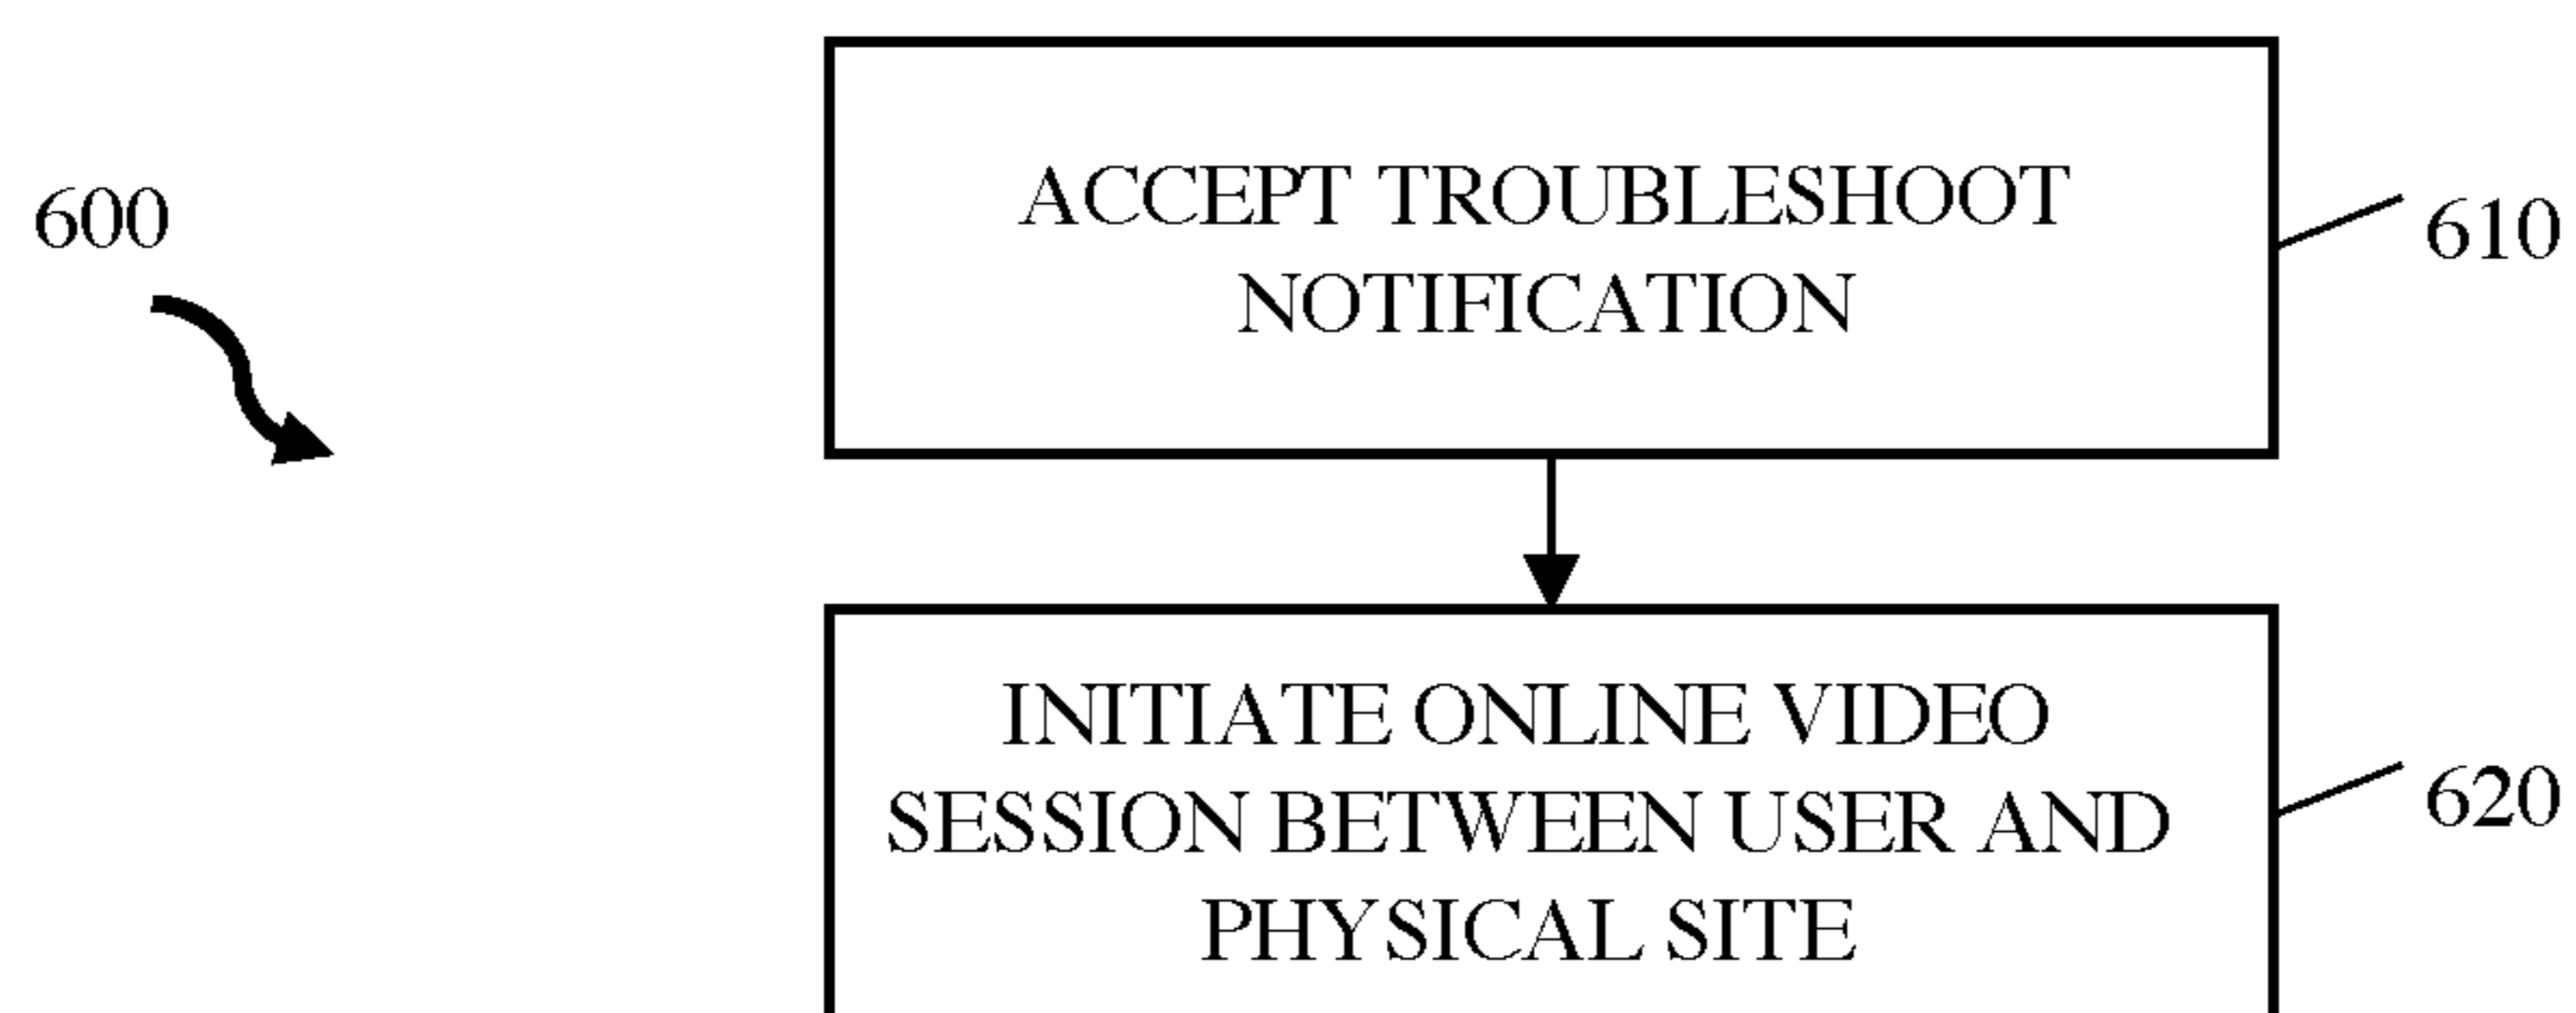 600
ACCEPT TROUBLESHOOT
NOTIFICATION
610
INITIATE ONLINE VIDEO
SESSION BETWEEN USER AND
PHYSICAL SITE
620